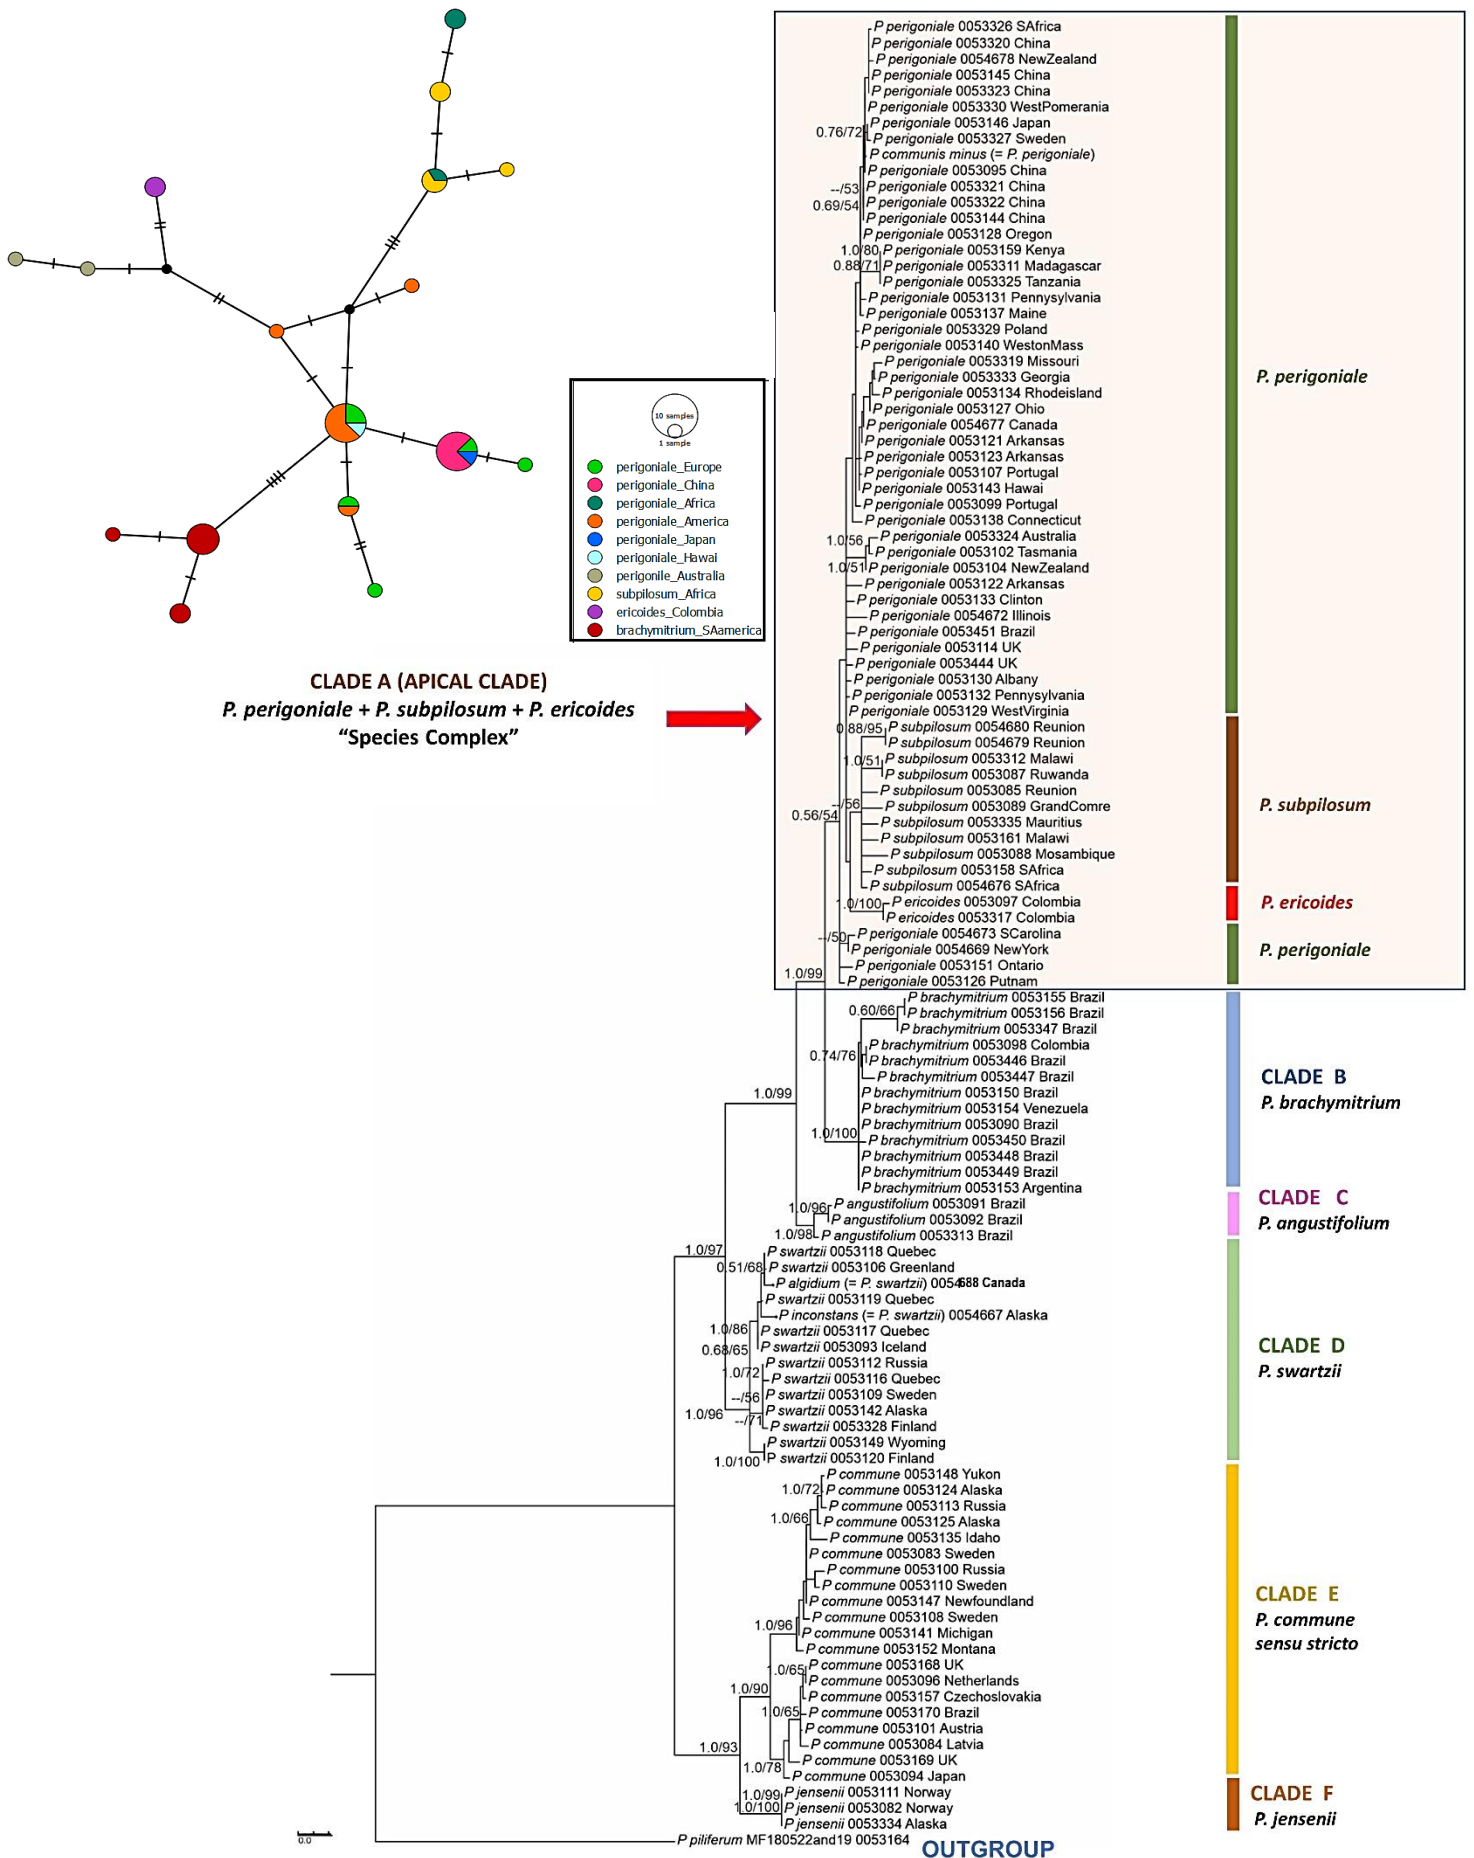 10 samples
1 sample
perigoniale_Europe
perigoniale_China
perigoniale_Africa
perigoniale_America
perigoniale_Japan
perigoniale_Hawai
perigonile_Australia
subpilosum_Africa
ericoides_Colombia
brachymitrium_SAamerica
CLADE A (APICAL CLADE)
P. perigoniale + P. subpilosum + P. ericoides
“Species Complex”
P perigoniale 0053326 SAfrica
P perigoniale 0053320 China
P perigoniale 0054678 NewZealand
P perigoniale 0053145 China
P perigoniale 0053323 China
P perigoniale 0053330 WestPomerania
P perigoniale 0053146 Japan
0.76/72
P perigoniale 0053327 Sweden
P communis minus (= P. perigoniale)
P perigoniale 0053095 China
--/53
P perigoniale 0053321 China
0.69/54
P perigoniale 0053322 China
P perigoniale 0053144 China
P perigoniale 0053128 Oregon
1.0/80
P perigoniale 0053159 Kenya
0.88/71
P perigoniale 0053311 Madagascar
P perigoniale 0053325 Tanzania
P perigoniale 0053131 Pennysylvania
P perigoniale 0053137 Maine
P perigoniale 0053329 Poland
P perigoniale 0053140 WestonMass
P perigoniale 0053319 Missouri
P perigoniale 0053333 Georgia
P. perigoniale
P perigoniale 0053134 Rhodeisland
P perigoniale 0053127 Ohio
P perigoniale 0054677 Canada
P perigoniale 0053121 Arkansas
P perigoniale 0053123 Arkansas
P perigoniale 0053107 Portugal
P perigoniale 0053143 Hawai
P perigoniale 0053099 Portugal
P perigoniale 0053138 Connecticut
1.0/56
P perigoniale 0053324 Australia
P perigoniale 0053102 Tasmania
1.0/51
P perigoniale 0053104 NewZealand
P perigoniale 0053122 Arkansas
P perigoniale 0053133 Clinton
P perigoniale 0054672 Illinois
P perigoniale 0053451 Brazil
P perigoniale 0053114 UK
P perigoniale 0053444 UK
P perigoniale 0053130 Albany
P perigoniale 0053132 Pennysylvania
P perigoniale 0053129 WestVirginia
0.88/95
P subpilosum 0054680 Reunion
P subpilosum 0054679 Reunion
1.0/51
P subpilosum 0053312 Malawi
P subpilosum 0053087 Ruwanda
P subpilosum 0053085 Reunion
--/56
P subpilosum 0053089 GrandComre
P. subpilosum
0.56/54
P subpilosum 0053335 Mauritius
P subpilosum 0053161 Malawi
P subpilosum 0053088 Mosambique
P subpilosum 0053158 SAfrica
P subpilosum 0054676 SAfrica
1.0/100
P ericoides 0053097 Colombia
P. ericoides
P ericoides 0053317 Colombia
--/50
P perigoniale 0054673 SCarolina
P perigoniale 0054669 NewYork
P. perigoniale
P perigoniale 0053151 Ontario
1.0/99
P perigoniale 0053126 Putnam
P brachymitrium 0053155 Brazil
0.60/66
P brachymitrium 0053156 Brazil
P brachymitrium 0053347 Brazil
P brachymitrium 0053098 Colombia
0.74/76
P brachymitrium 0053446 Brazil
P brachymitrium 0053447 Brazil
CLADE B
1.0/99
P brachymitrium 0053150 Brazil
P. brachymitrium
P brachymitrium 0053154 Venezuela
P brachymitrium 0053090 Brazil
1.0/100
P brachymitrium 0053450 Brazil
P brachymitrium 0053448 Brazil
P brachymitrium 0053449 Brazil
P brachymitrium 0053153 Argentina
CLADE C
1.0/96
P angustifolium 0053091 Brazil
P angustifolium 0053092 Brazil
P. angustifolium
1.0/98
P angustifolium 0053313 Brazil
1.0/97
P swartzii 0053118 Quebec
0.51/68
P swartzii 0053106 Greenland
P algidium (= P. swartzii) 0054688 Canada
P swartzii 0053119 Quebec
P inconstans (= P. swartzii) 0054667 Alaska
1.0/86
P swartzii 0053117 Quebec
0.68/65
P swartzii 0053093 Iceland
CLADE D
P swartzii 0053112 Russia
P. swartzii
1.0/72
P swartzii 0053116 Quebec
--/56
P swartzii 0053109 Sweden
1.0/96
P swartzii 0053142 Alaska
--/71
P swartzii 0053328 Finland
P swartzii 0053149 Wyoming
1.0/100
P swartzii 0053120 Finland
P commune 0053148 Yukon
1.0/72
P commune 0053124 Alaska
P commune 0053113 Russia
1.0/66
P commune 0053125 Alaska
P commune 0053135 Idaho
P commune 0053083 Sweden
P commune 0053100 Russia
P commune 0053110 Sweden
CLADE E
P commune 0053147 Newfoundland
P. commune
1.0/96
P commune 0053108 Sweden
P commune 0053141 Michigan
sensu stricto
P commune 0053152 Montana
1.0/65
P commune 0053168 UK
P commune 0053096 Netherlands
1.0/90
P commune 0053157 Czechoslovakia
1.0/65
P commune 0053170 Brazil
P commune 0053101 Austria
1.0/93
P commune 0053084 Latvia
P commune 0053169 UK
1.0/78
P commune 0053094 Japan
1.0/99
P jensenii 0053111 Norway
CLADE F
1.0/100
P jensenii 0053082 Norway
P. jensenii
P jensenii 0053334 Alaska
0.0
P piliferum MF180522and19 0053164
OUTGROUP